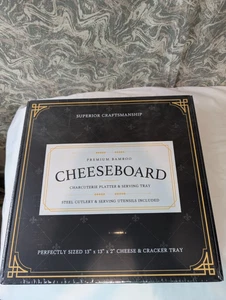 SUPERIOR CRAFTSMANSHIP
PREMIUM BAMBOO
CHEESEBOARD
CHARCUTERIE PLATTER & SERVING TRAY
STEEL CUTLERY & SERVING UTENSILS INCLUDED
PERFECTLY SIZED 13" x 13" x 2" CHEESE & CRACKER TRAY